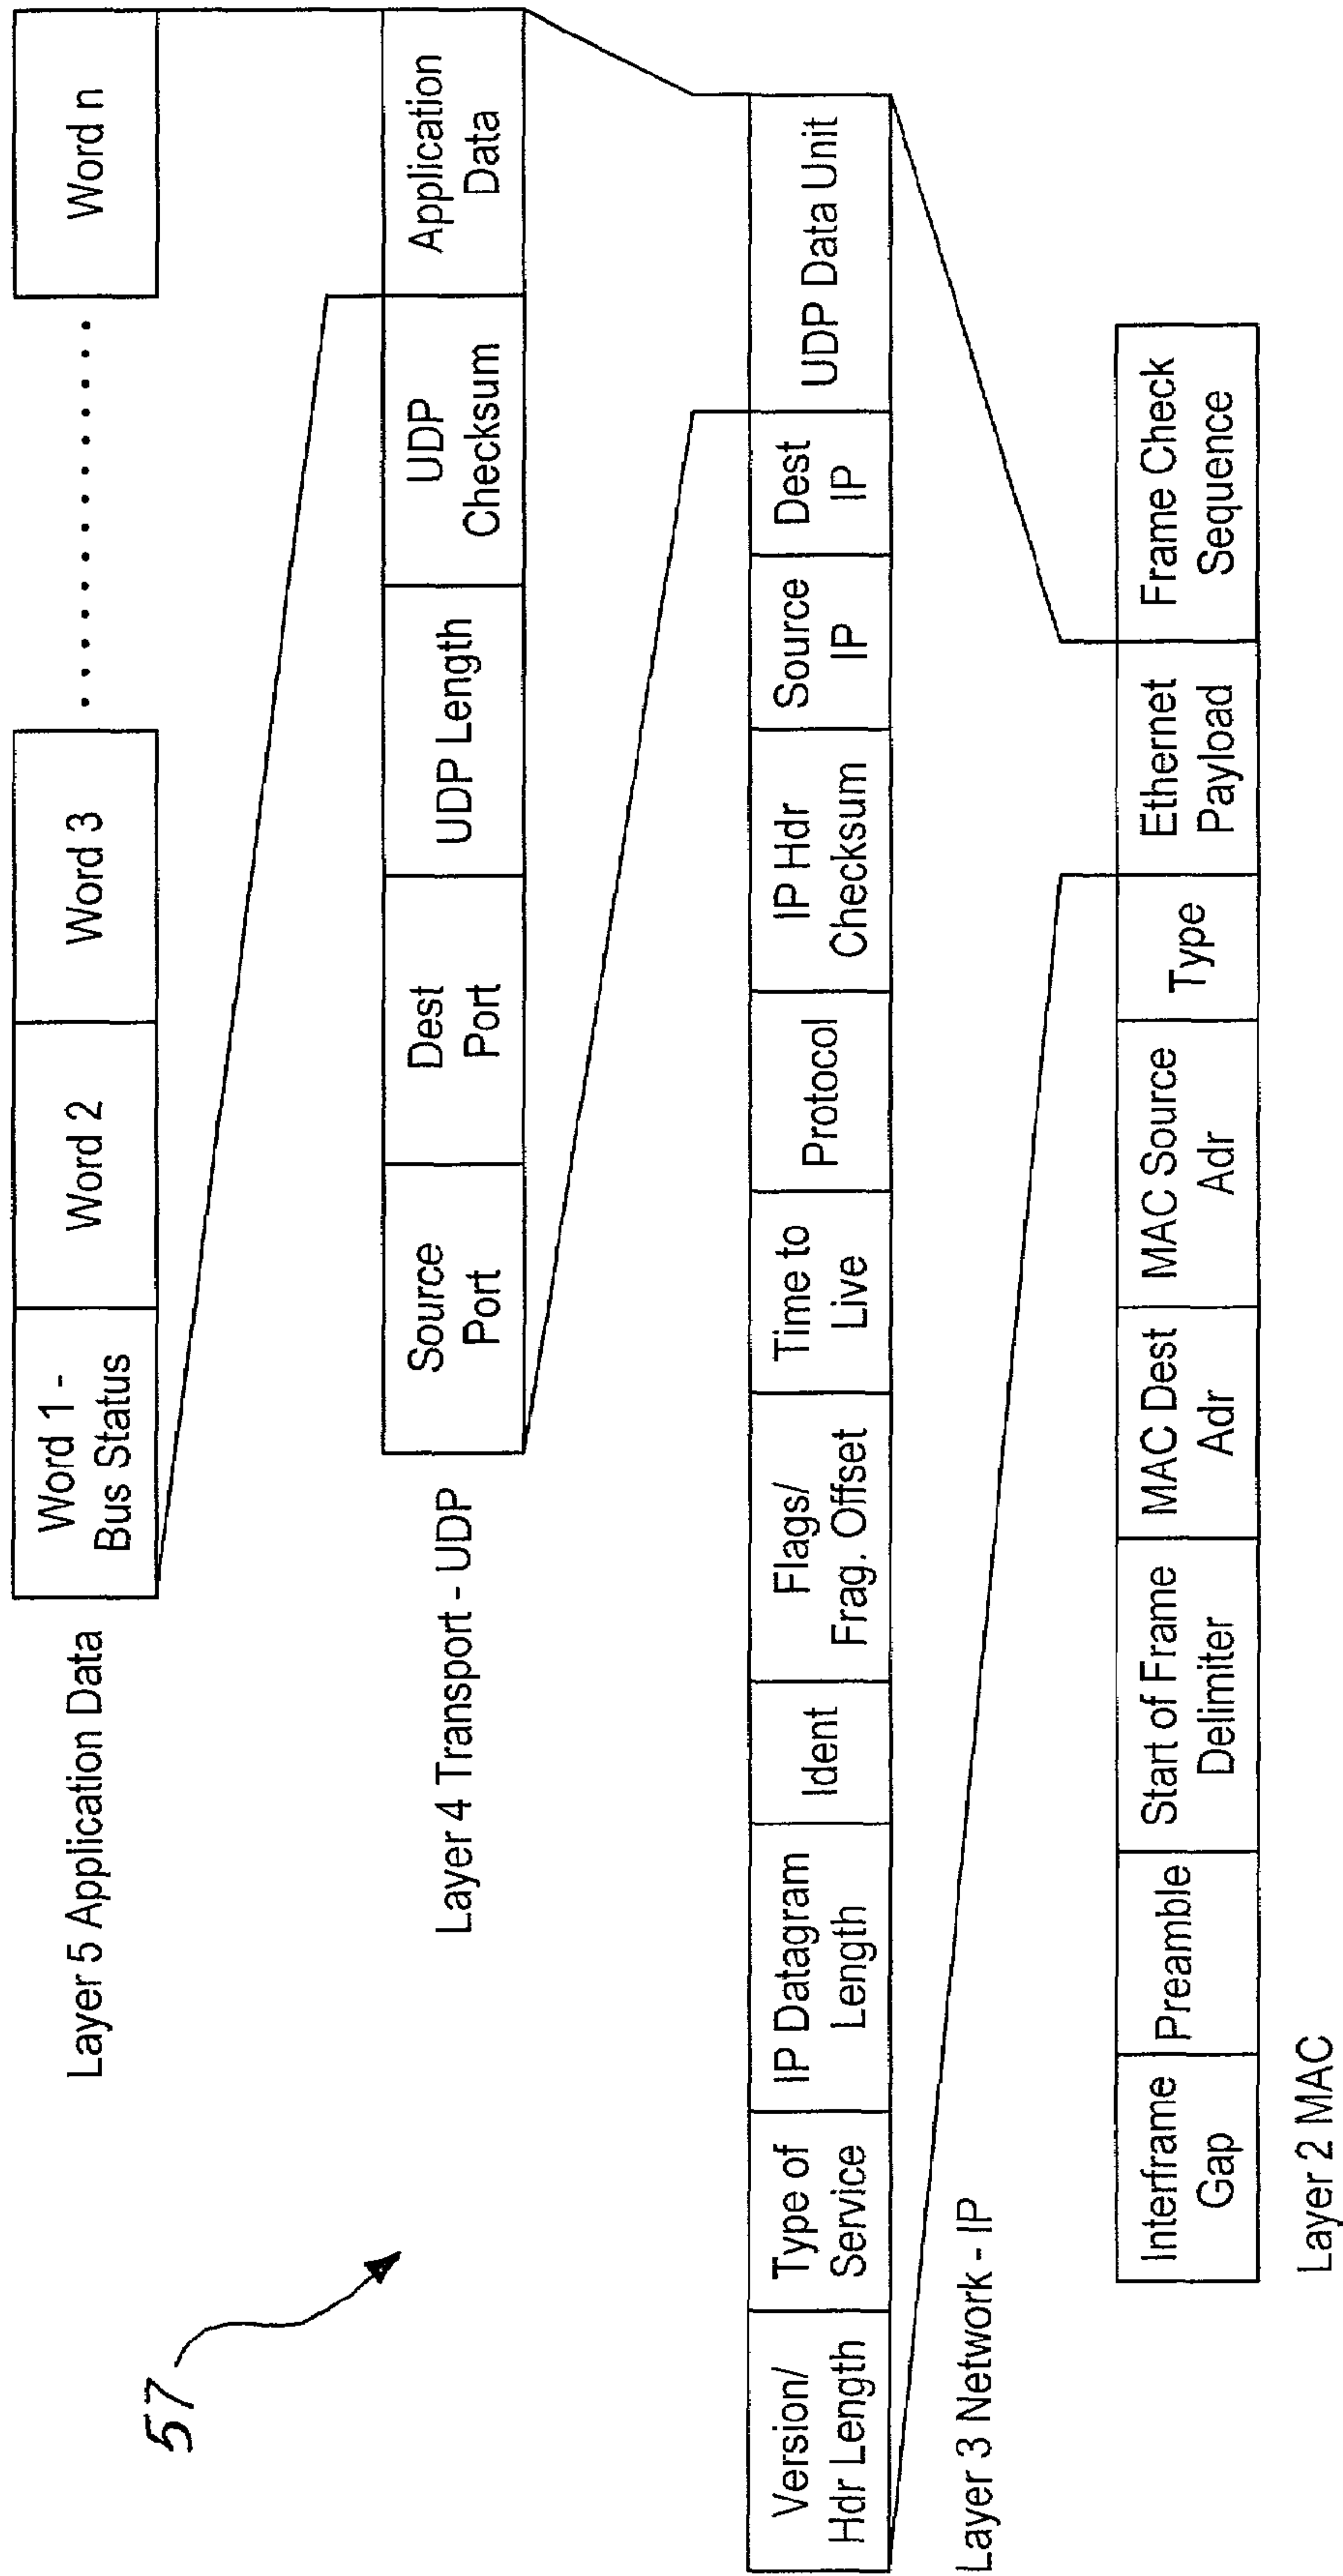 57
Layer 5 Application Data
Word 1 -
Bus Status
Word 2
Word 3
Word n
Layer 4 Transport - UDP
Source
Port
Dest
Port
UDP Length
UDP
Checksum
Application
Data
Version/
Hdr Length
Type of
Service
IP Datagram
Length
Ident
Flags/
Frag. Offset
Time to
Live
Protocol
IP Hdr
Checksum
Source
IP
Dest
IP
UDP Data Unit
Layer 3 Network - IP
Interframe
Gap
Preamble
Start of Frame
Delimiter
MAC Dest
Adr
MAC Source
Adr
Type
Ethernet
Payload
Frame Check
Sequence
Layer 2 MAC